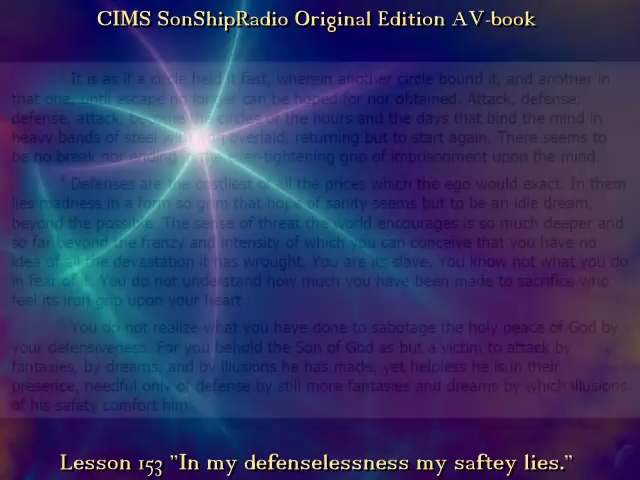 CIMS SonShipRadio Original Edition AV-book
It is as if a circle held it fast, wherein another circle bound it, and another in
that one, until escape no longer can be hoped for nor obtained. Attack, defense;
defense, attack, become the circles of the hours and the days that bind the mind in
heavy bands of steel overlaid, returning but to start again. There seems to
be no break nor ending in the ever-tightening grip of imprisonment upon the mind.
Defenses are the costliest of all the prices which the ego would exact. In them
lies madness in a form so grim that hope of sanity seems but to be an idle dream,
beyond the possible. The sense of threat the world encourages is so much deeper and
so far beyond the frenzy and intensity of which you can conceive that you have no
idea of all the devastation it has wrought. You are its slave. You know not what you do
in fear of it. You do not understand how much you have been made to sacrifice who
feel its iron grip upon your heart.
You do not realize what you have done to sabotage the holy peace of God by
your defensiveness. For you behold the Son of God as but a victim to attack by
fantasies, by dreams, and by illusions he has made; yet helpless he is in their
presence, needful only of defense by still more fantasies and dreams by which illusions
of his safety comfort him.
Lesson 153 "In my defenselessness my saftey lies."